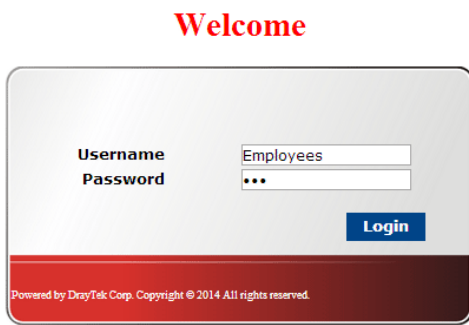 Welcome
Username Employees
Password •••
Login
Powered by DrayTek Corp. Copyright © 2014 All rights reserved.